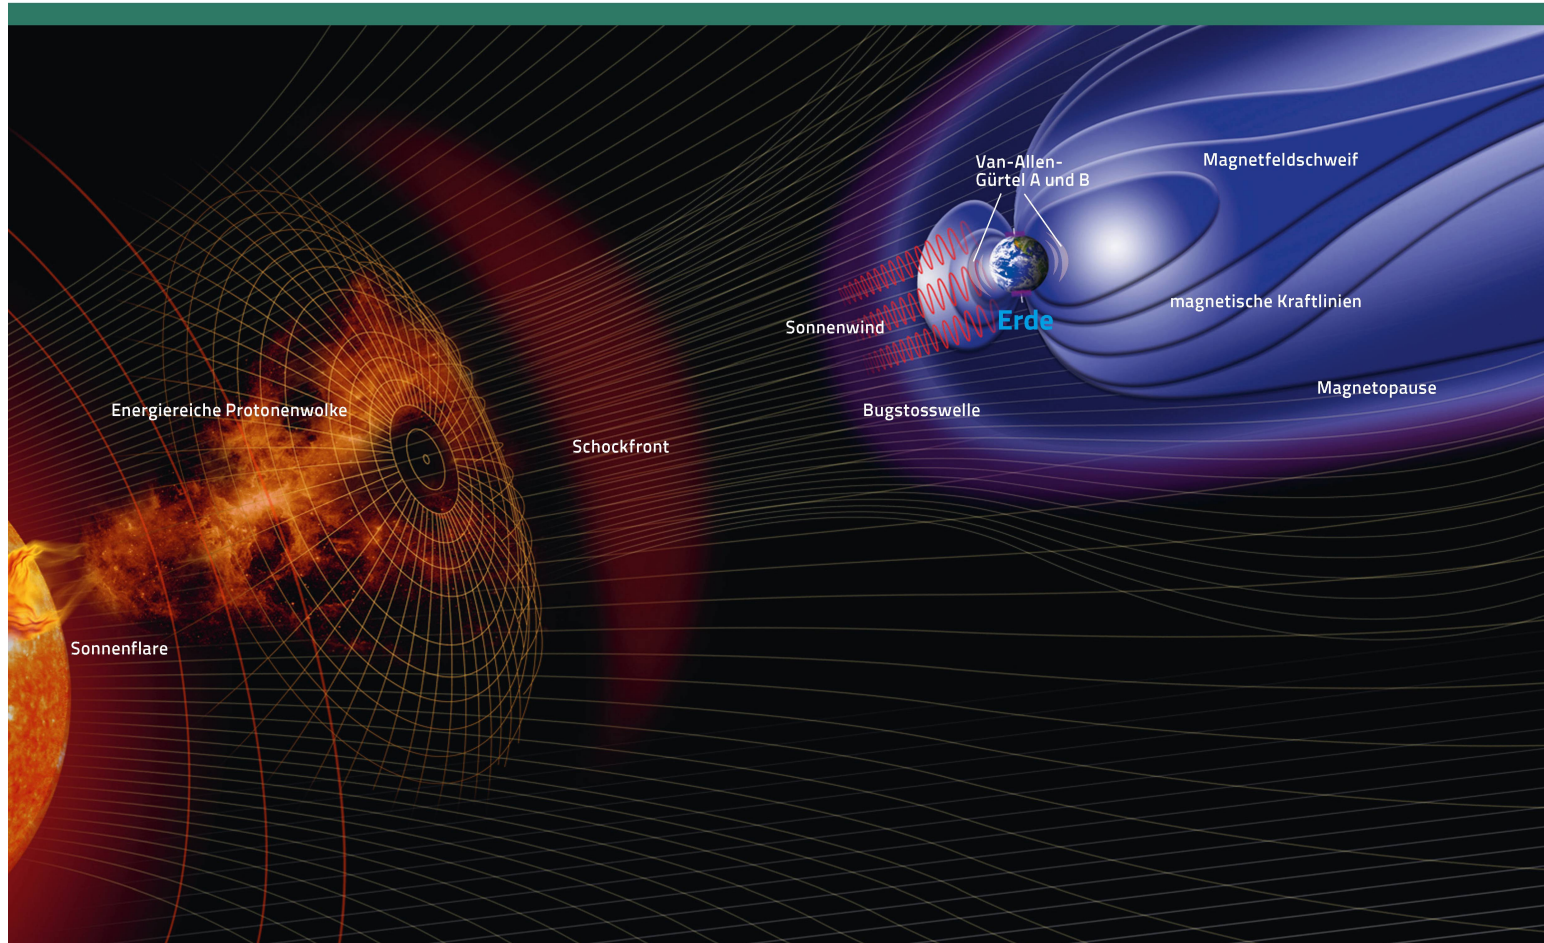 Van-Allen-
Gürtel A und B
Magnetfeldschweif
magnetische Kraftlinien
Sonnenwind
Erde
Magnetopause
Bugstosswelle
Energiereiche Protonenwolke
Schockfront
Sonnenflare